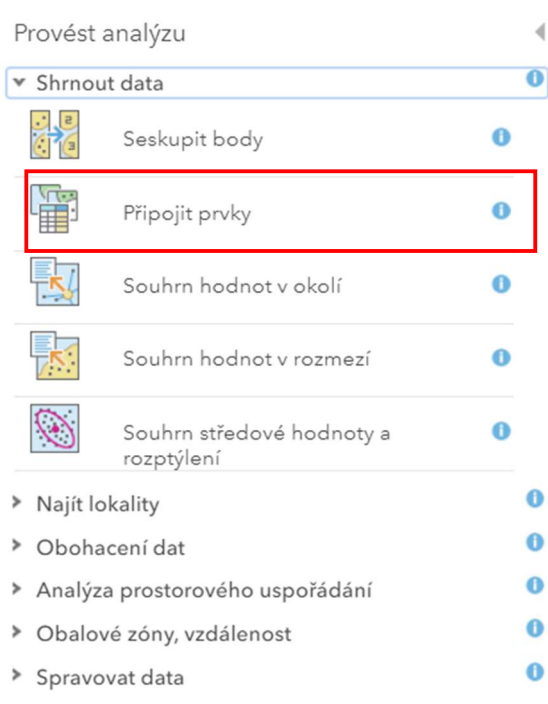 Provést analýzu
Shrnout data
Seskupit body
Připojit prvky
Souhrn hodnot v okolí
Souhrn hodnot v rozmezí
Souhrn středové hodnoty a
rozptýlení
Najít lokality
Obohacení dat
Analýza prostorového uspořádání
Obalové zóny, vzdálenost
Spravovat data